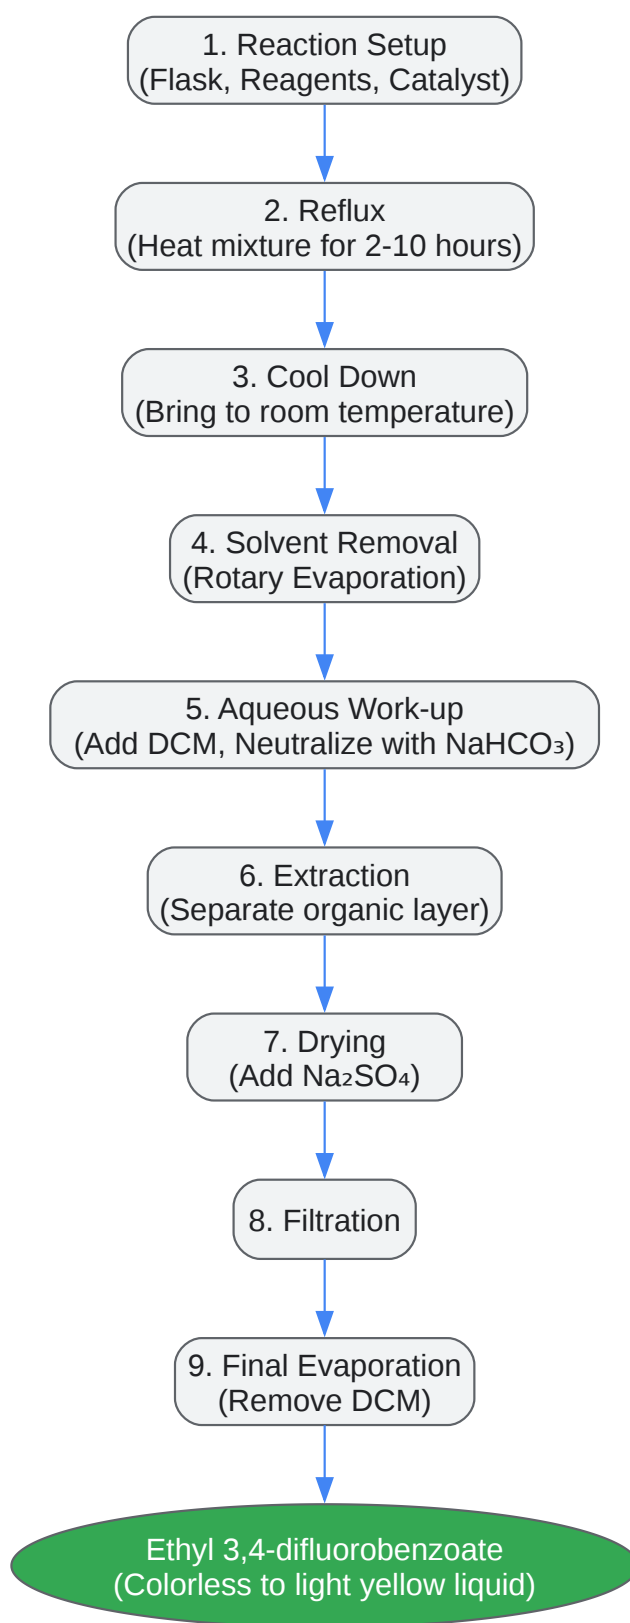 1. Reaction Setup
(Flask, Reagents, Catalyst)
2. Reflux
(Heat mixture for 2-10 hours)
3. Cool Down
(Bring to room temperature)
4. Solvent Removal
(Rotary Evaporation)
5. Aqueous Work-up
(Add DCM, Neutralize with NaHCO₃)
6. Extraction
(Separate organic layer)
7. Drying
(Add Na₂SO₄)
8. Filtration
9. Final Evaporation
(Remove DCM)
Ethyl 3,4-difluorobenzoate
(Colorless to light yellow liquid)